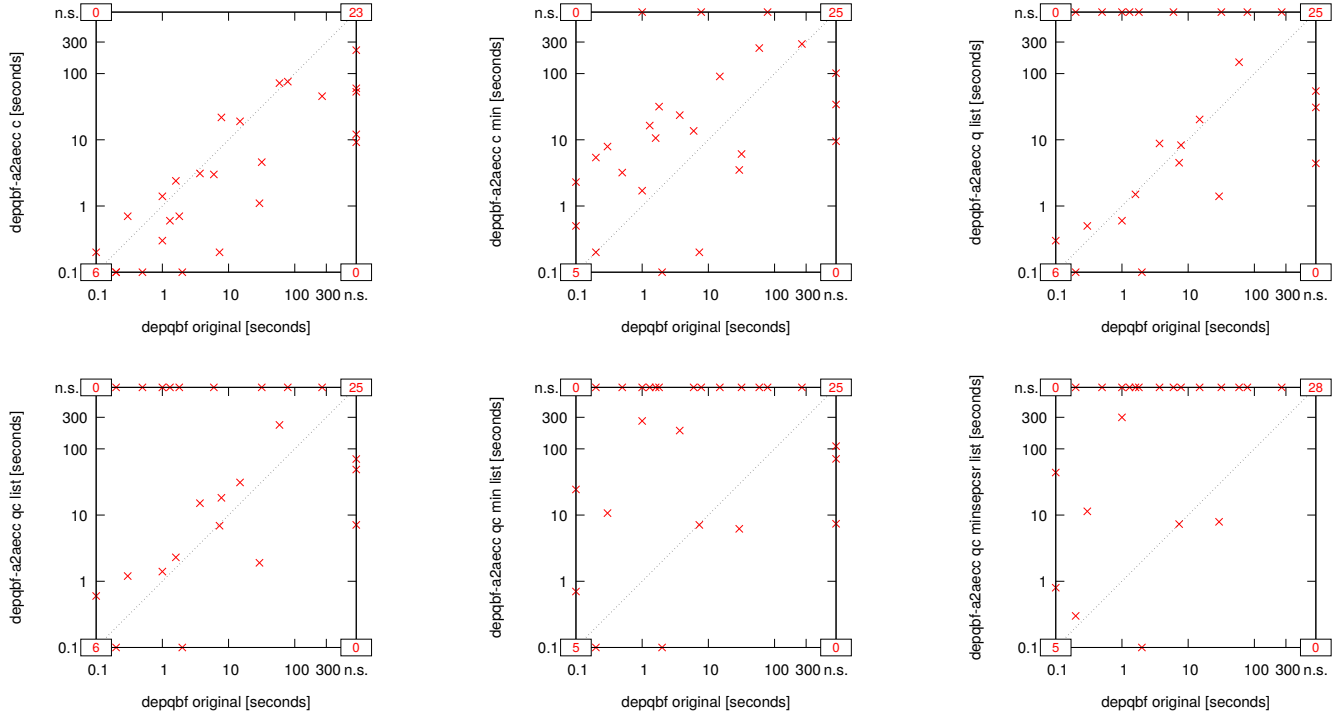 n.s. 0 23
300
100
10
1
0.1 6 0
0.1 1 10 100 300 n.s.
depqbf-a2aecc c [seconds]
depqbf original [seconds]
n.s. 0 25
300
100
10
1
0.1 5 0
0.1 1 10 100 300 n.s.
depqbf-a2aecc c min [seconds]
depqbf original [seconds]
n.s. 0 25
300
100
10
1
0.1 6 0
0.1 1 10 100 300 n.s.
depqbf-a2aecc q list [seconds]
depqbf original [seconds]
n.s. 0 25
300
100
10
1
0.1 6 0
0.1 1 10 100 300 n.s.
depqbf-a2aecc qc list [seconds]
depqbf original [seconds]
n.s. 0 25
300
100
10
1
0.1 5 0
0.1 1 10 100 300 n.s.
depqbf-a2aecc qc min list [seconds]
depqbf original [seconds]
n.s. 0 28
300
100
10
1
0.1 5 0
0.1 1 10 100 300 n.s.
depqbf-a2aecc qc minsepcsr list [seconds]
depqbf original [seconds]